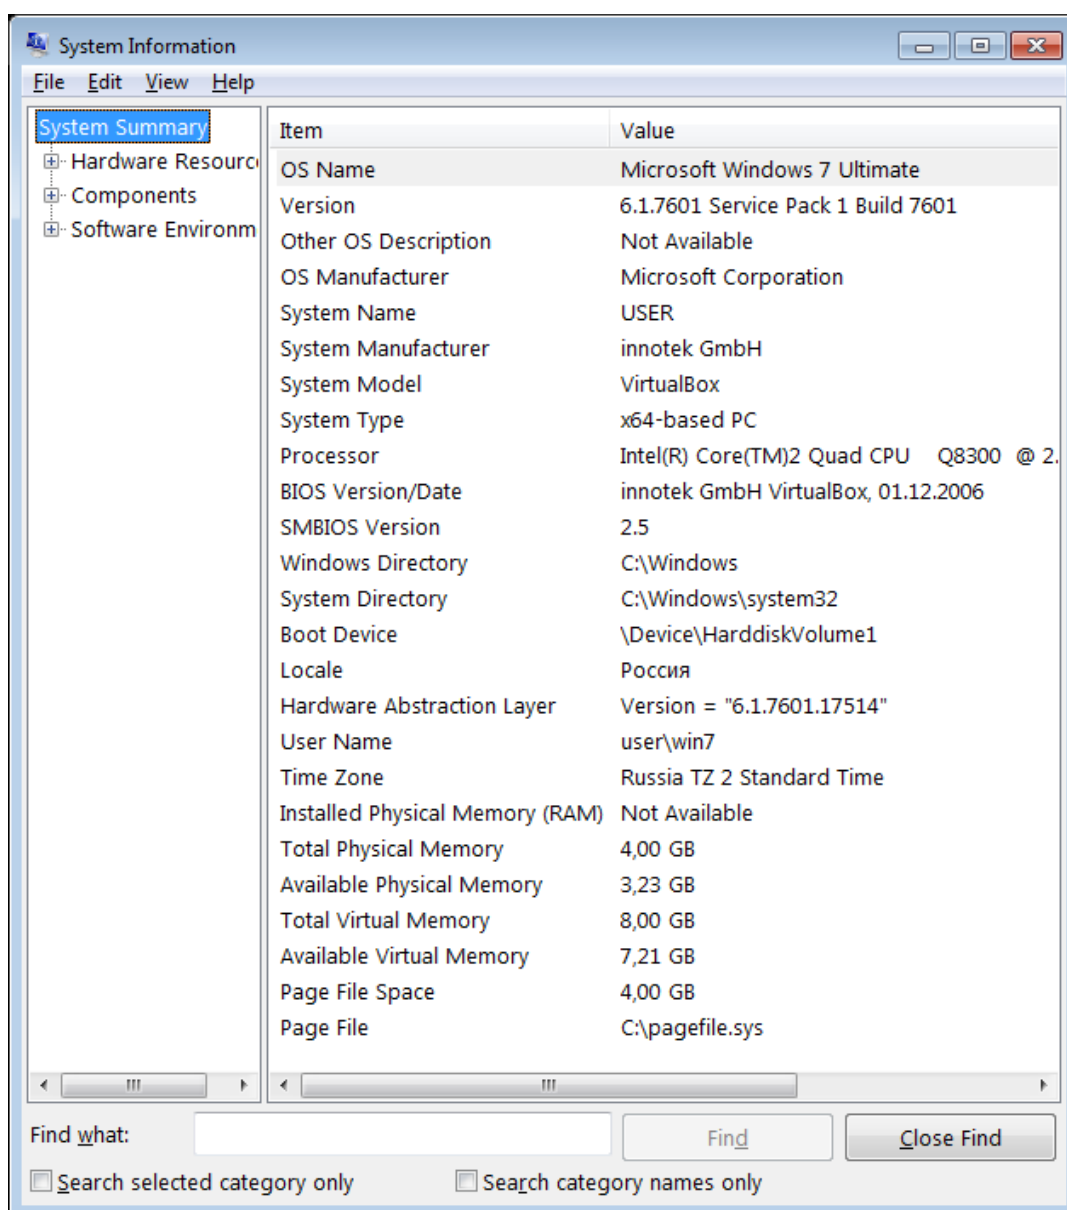 System Information
File Edit View Help
System Summary
Hardware Resourc
Components
Software Environm
Item Value
OS Name Microsoft Windows 7 Ultimate
Version 6.1.7601 Service Pack 1 Build 7601
Other OS Description Not Available
OS Manufacturer Microsoft Corporation
System Name USER
System Manufacturer innotek GmbH
System Model VirtualBox
System Type x64-based PC
Processor Intel(R) Core(TM)2 Quad CPU Q8300 @ 2.
BIOS Version/Date innotek GmbH VirtualBox, 01.12.2006
SMBIOS Version 2.5
Windows Directory C:\Windows
System Directory C:\Windows\system32
Boot Device \Device\HarddiskVolume1
Locale Россия
Hardware Abstraction Layer Version = "6.1.7601.17514"
User Name user\win7
Time Zone Russia TZ 2 Standard Time
Installed Physical Memory (RAM) Not Available
Total Physical Memory 4,00 GB
Available Physical Memory 3,23 GB
Total Virtual Memory 8,00 GB
Available Virtual Memory 7,21 GB
Page File Space 4,00 GB
Page File C:\pagefile.sys
Find what: Find Close Find
Search selected category only Search category names only